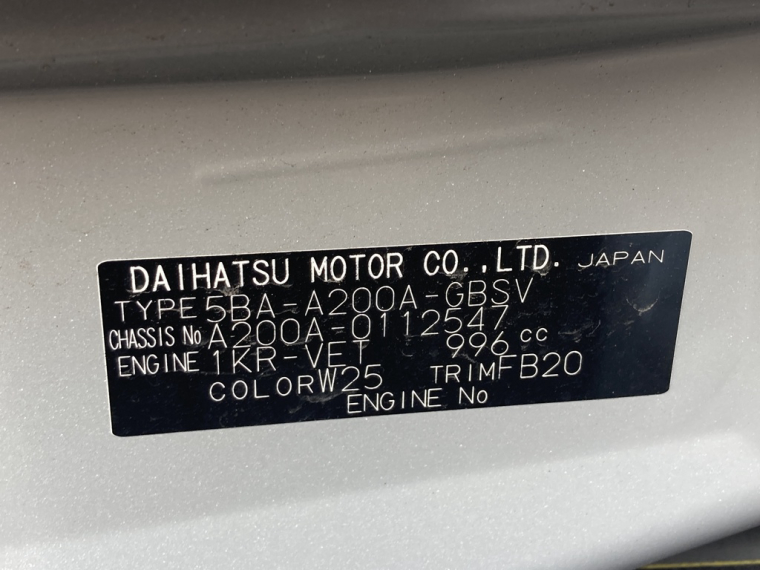 DAIHATSU MOTOR CO.,LTD. JAPAN
TYPE 5BA-A200A-GBSV
CHASSIS No A200A-0112547
ENGINE 1KR-VET 996 cc
COLOR W25 TRIM FB20
ENGINE No